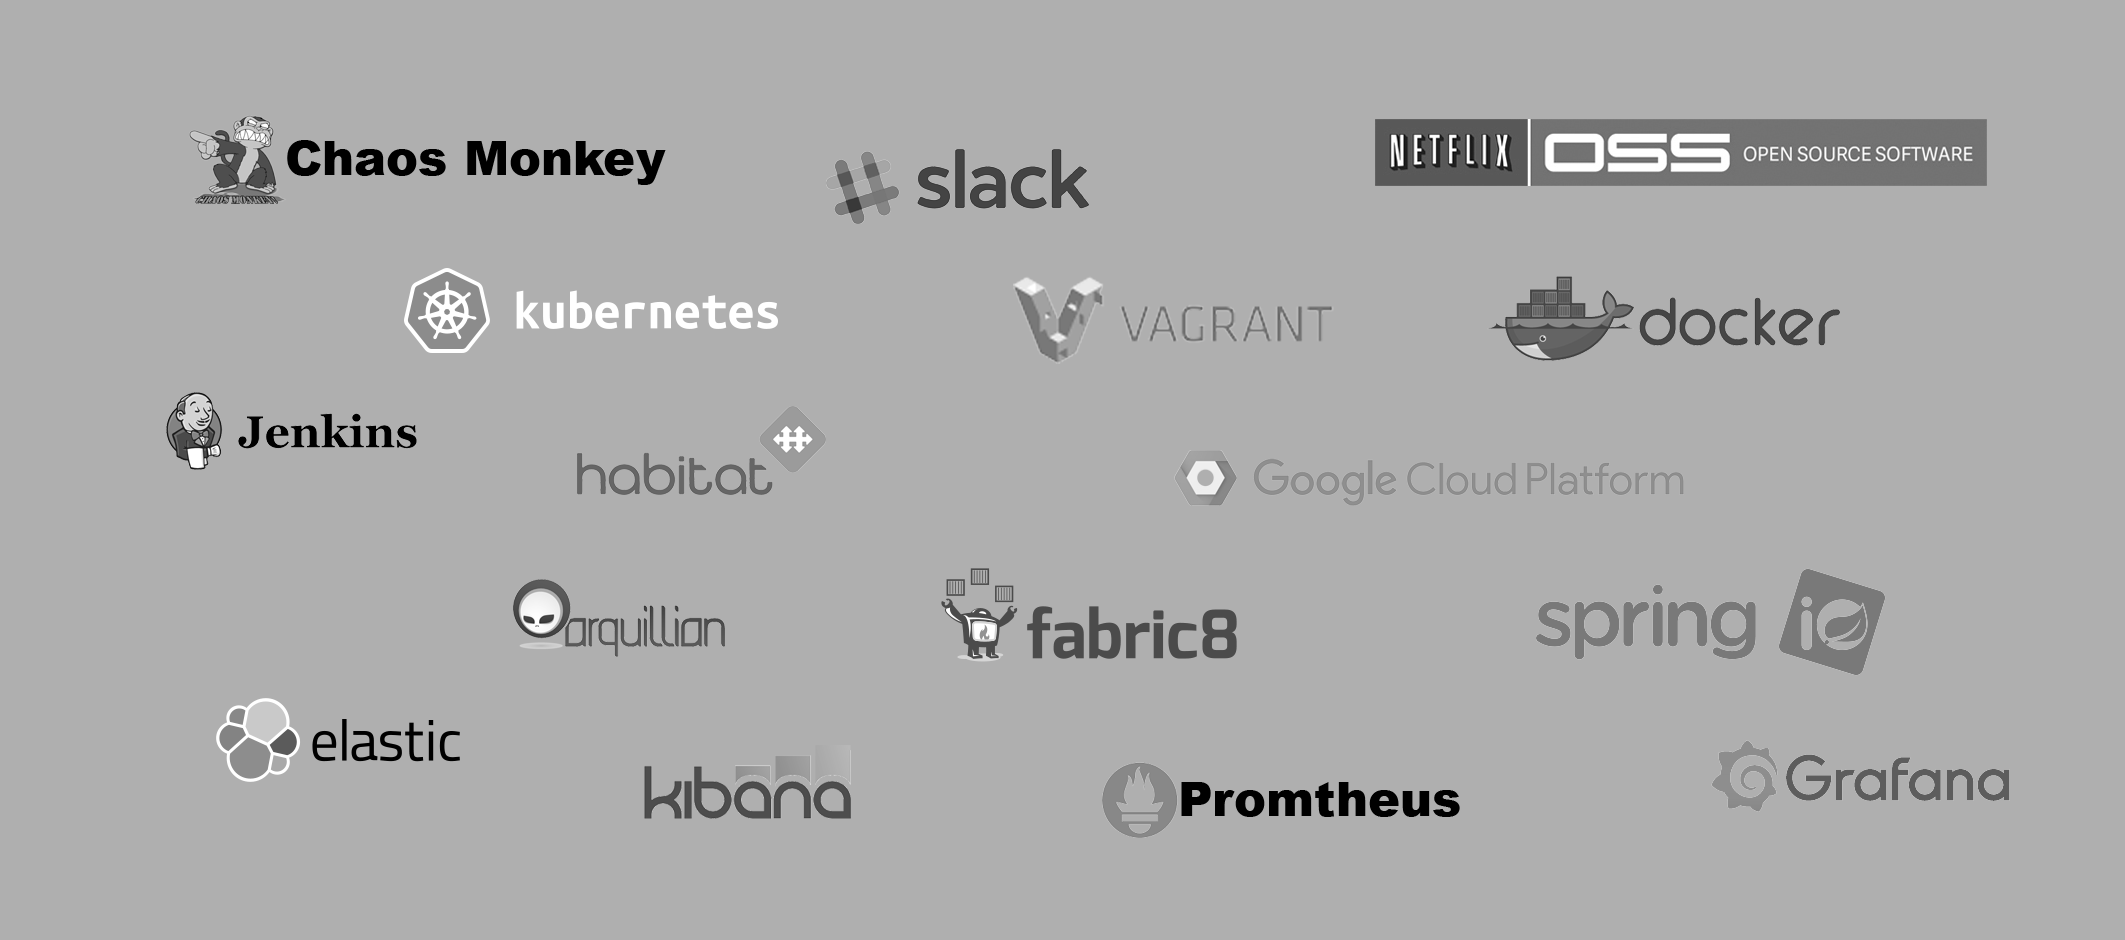 Chaos Monkey
slack
NETFLIX OSS OPEN SOURCE SOFTWARE
kubernetes
VAGRANT
docker
Jenkins
habitat
Google Cloud Platform
arquillian
fabric8
spring iO
elastic
kibana
Promtheus
Grafana